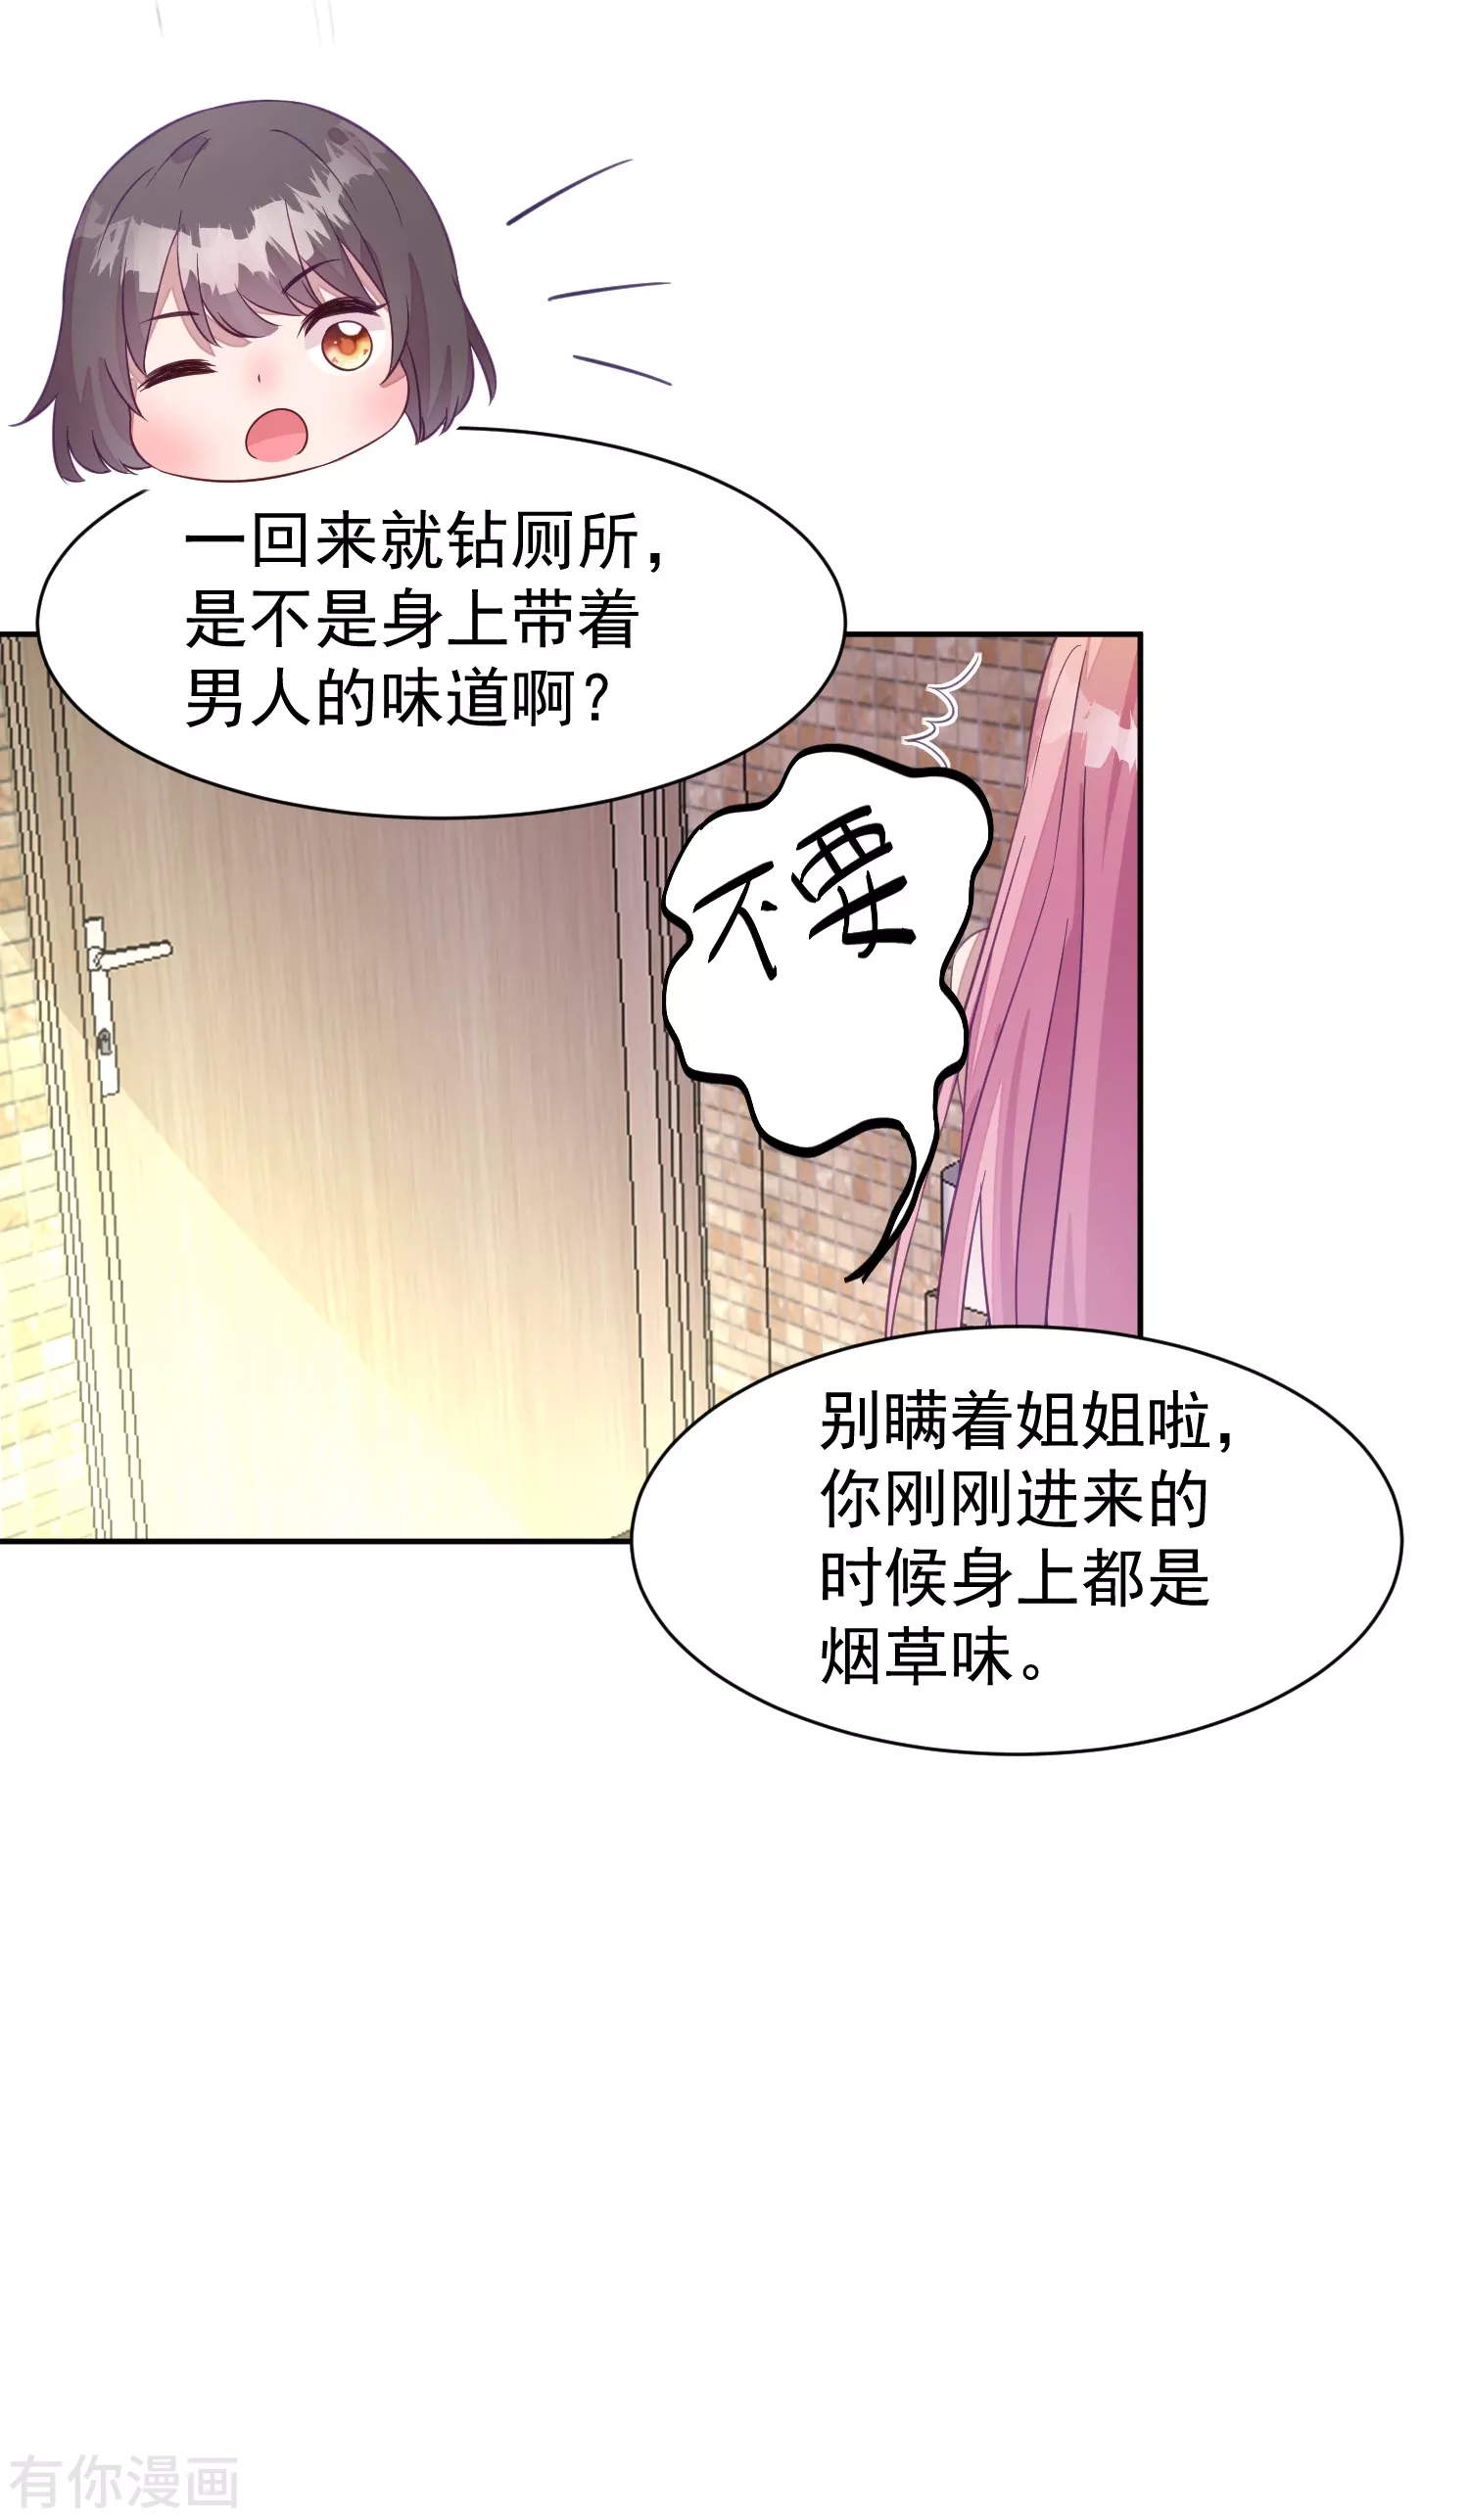 一回来就钻厕所,
是不是身上带着
男人的味道啊?
不要
别瞒着姐姐啦,
你刚刚进来的
时候身上都是
烟草味。
有你漫画